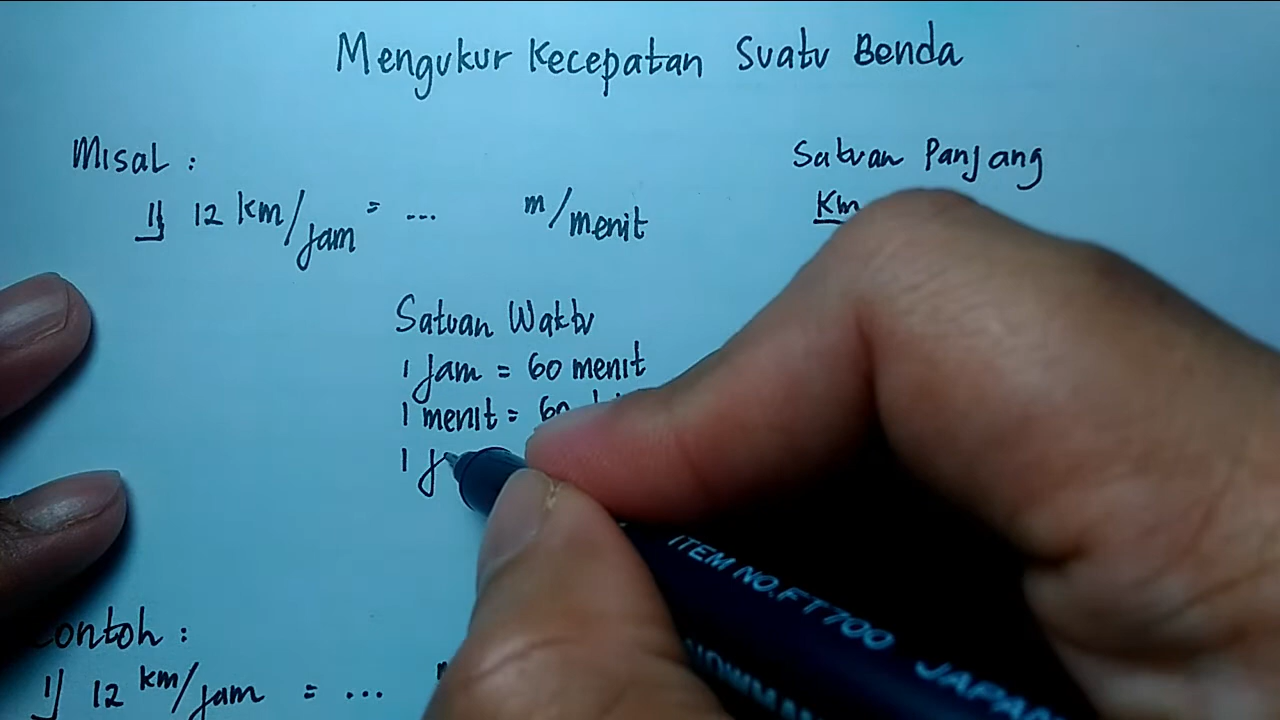 Mengukur Kecepatan Suatu Benda
Misal :
1) 12 km/jam = ... m/menit
Satuan Panjang
Km
Satuan Waktu
1 Jam = 60 menit
1 menit = 60
1 j
Contoh :
1) 12 km/jam = ...
ITEM NO.FT700 JAPAN